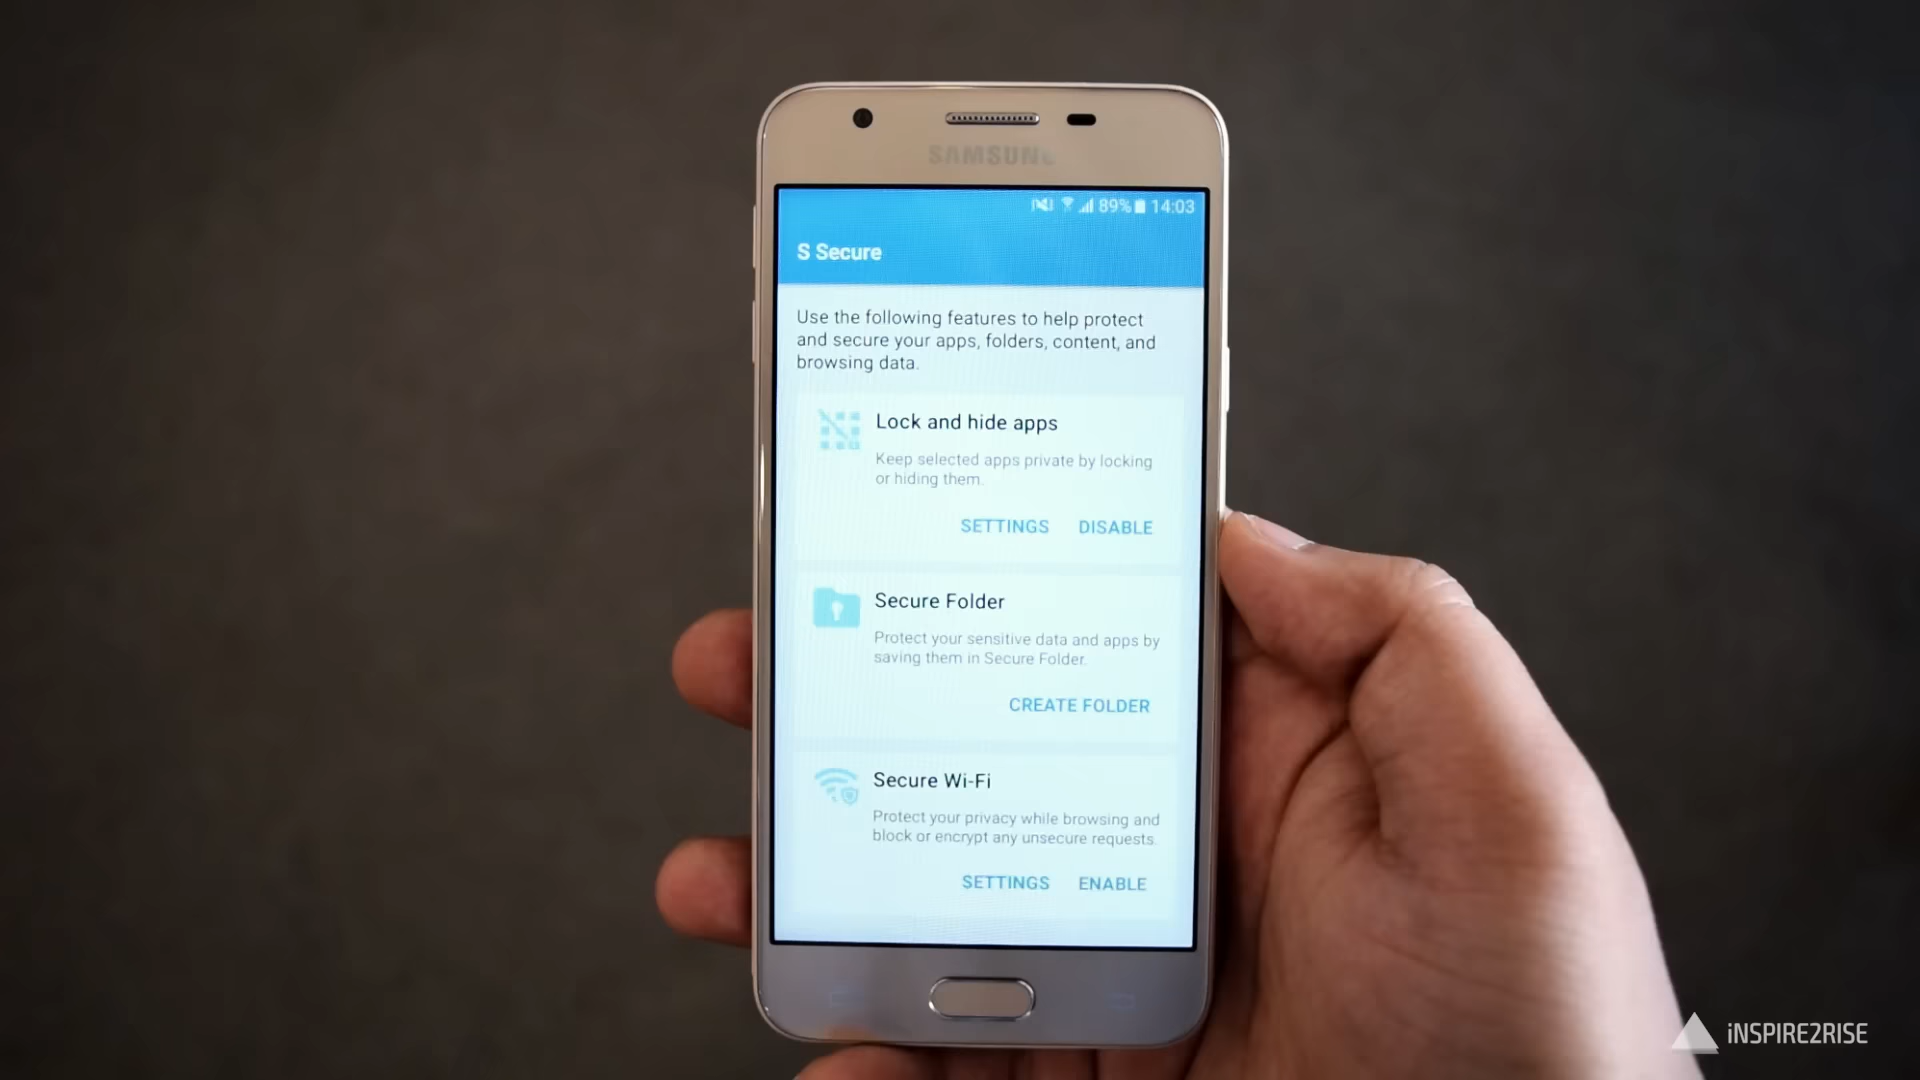 SAMSUNG
89% 14:03
S Secure
Use the following features to help protect
and secure your apps, folders, content, and
browsing data.
Lock and hide apps
Keep selected apps private by locking
or hiding them.
SETTINGS DISABLE
Secure Folder
Protect your sensitive data and apps by
saving them in Secure Folder.
CREATE FOLDER
Secure Wi-Fi
Protect your privacy while browsing and
block or encrypt any unsecure requests.
SETTINGS ENABLE
iNSPIRE2RISE